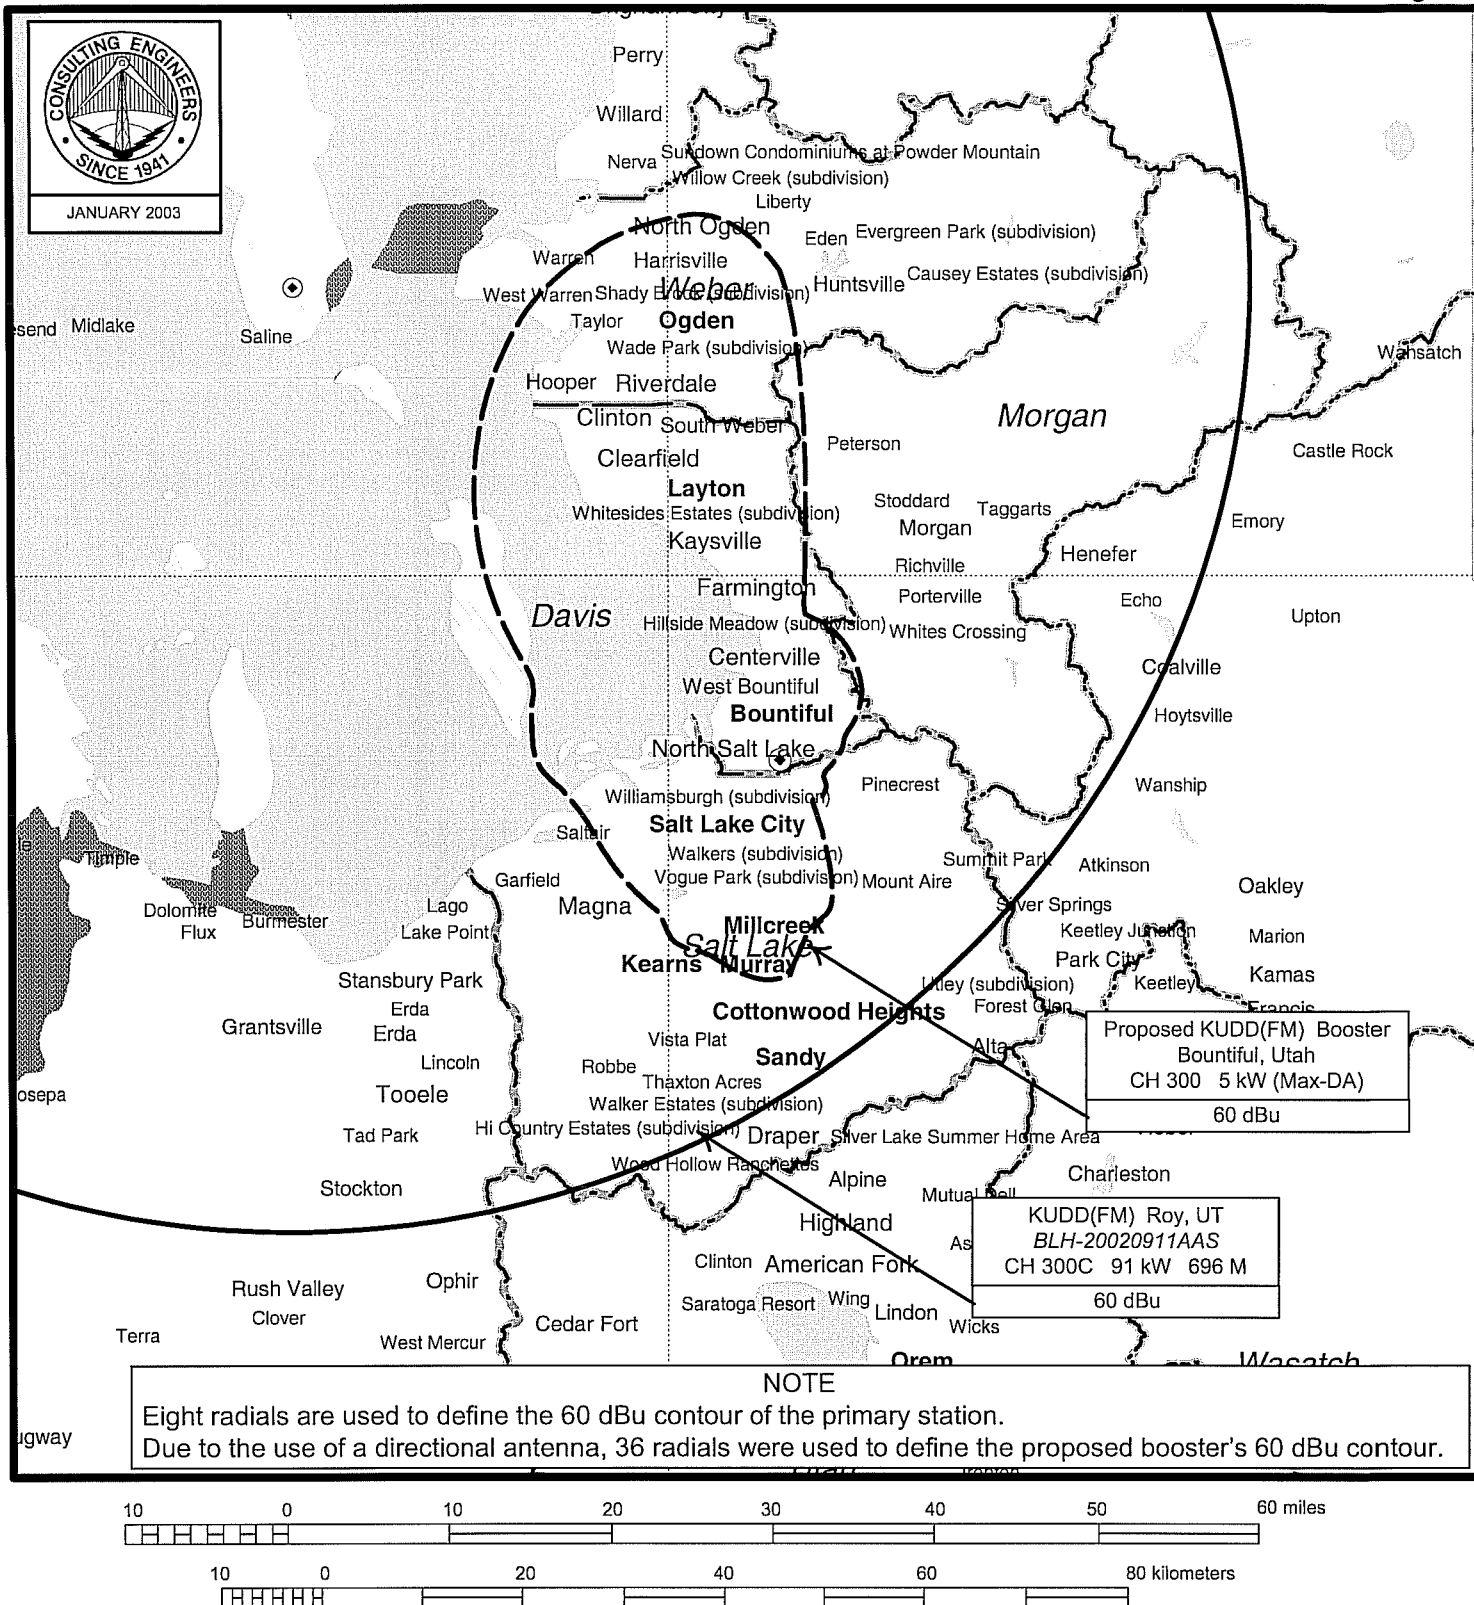 CONSULTING ENGINEERS
SINCE 1941
JANUARY 2003
Perry
Willard
Nerva
Sundown Condominiums at Powder Mountain
Willow Creek (subdivision)
Liberty
North Ogden
Eden
Evergreen Park (subdivision)
Warren
Harrisville
Causey Estates (subdivision)
Weber
Huntsville
West Warren
Shady Brook (subdivision)
Midlake
Saline
Taylor
Ogden
Wade Park (subdivision)
Wahsatch
Hooper
Riverdale
Clinton
South Weber
Morgan
Peterson
Castle Rock
Clearfield
Layton
Stoddard
Taggarts
Whitesides Estates (subdivision)
Morgan
Emory
Kaysville
Henefer
Richville
Farmington
Porterville
Echo
Davis
Upton
Hillside Meadow (subdivision)
Whites Crossing
Centerville
Coalville
West Bountiful
Bountiful
Hoytsville
North Salt Lake
Pinecrest
Wanship
Williamsburgh (subdivision)
Saltair
Salt Lake City
Timple
Walkers (subdivision)
Summit Park
Atkinson
Garfield
Vogue Park (subdivision)
Mount Aire
Oakley
Dolomite
Lago
Magna
Silver Springs
Burmester
Flux
Lake Point
Millcreek
Keetley Junction
Marion
Salt Lake
Kearns
Murray
Park City
Stansbury Park
Utley (subdivision)
Keetley
Kamas
Erda
Cottonwood Heights
Forest Glen
Francis
Grantsville
Erda
Vista Plat
Alta
Lincoln
Robbe
Sandy
Proposed KUDD(FM) Booster
Bountiful, Utah
CH 300 5 kW (Max-DA)
60 dBu
Tooele
Thaxton Acres
Walker Estates (subdivision)
Tad Park
Hi Country Estates (subdivision)
Draper
Silver Lake Summer Home Area
Wood Hollow Ranchettes
Stockton
Alpine
Charleston
Mutual Dell
Highland
KUDD(FM) Roy, UT
BLH-20020911AAS
CH 300C 91 kW 696 M
60 dBu
Clinton
American Fork
Rush Valley
Ophir
Saratoga Resort
Wing
Lindon
Clover
Cedar Fort
Wicks
Terra
West Mercur
Orem
Wasatch
NOTE
Eight radials are used to define the 60 dBu contour of the primary station.
Due to the use of a directional antenna, 36 radials were used to define the proposed booster's 60 dBu contour.
10 0 10 20 30 40 50 60 miles
10 0 20 40 60 80 kilometers